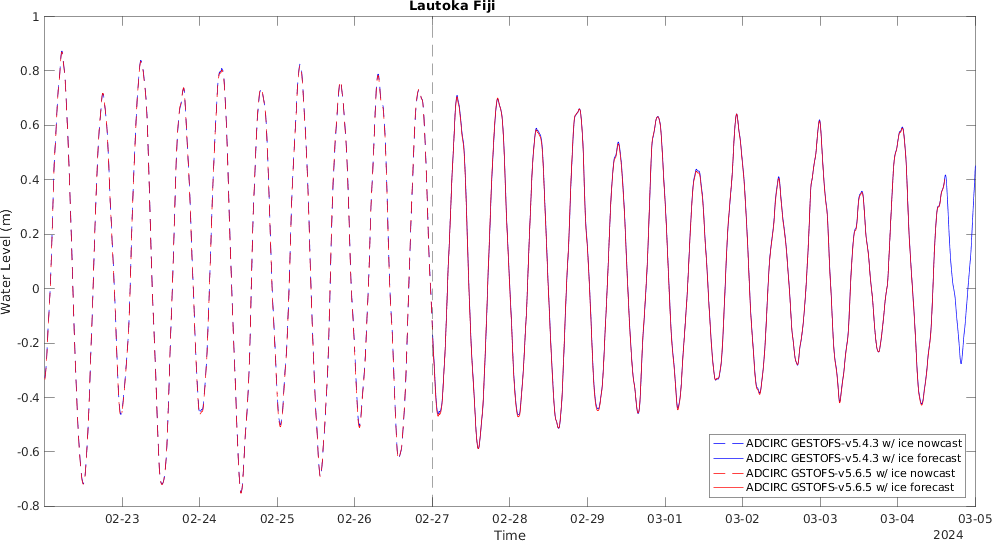 Lautoka Fiji
1
0.8
0.6
0.4
0.2
0
-0.2
-0.4
-0.6
-0.8
Water Level (m)
02-23 02-24 02-25 02-26 02-27 02-28 02-29 03-01 03-02 03-03 03-04 03-05
Time
2024
ADCIRC GESTOFS-v5.4.3 w/ ice nowcast
ADCIRC GESTOFS-v5.4.3 w/ ice forecast
ADCIRC GSTOFS-v5.6.5 w/ ice nowcast
ADCIRC GSTOFS-v5.6.5 w/ ice forecast